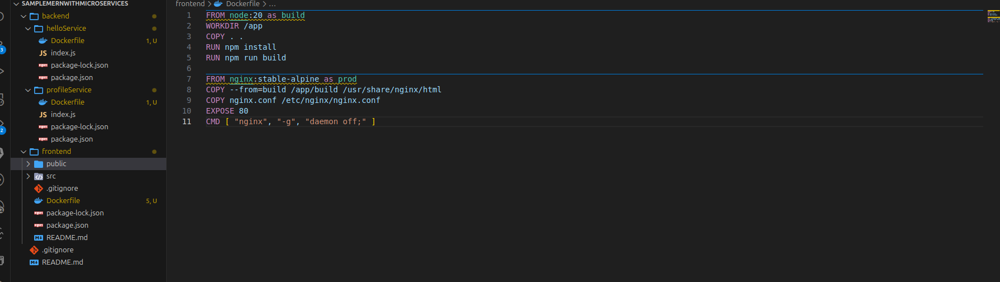 SAMPLEMERNWITHMICROSERVICES
backend
helloService
Dockerfile 1, U
JS index.js
package-lock.json
package.json
profileService
Dockerfile 1, U
JS index.js
package-lock.json
package.json
frontend
public
src
.gitignore
Dockerfile 5, U
package-lock.json
package.json
README.md
.gitignore
README.md
3
2
frontend > Dockerfile > ...
1 FROM node:20 as build
2 WORKDIR /app
3 COPY . .
4 RUN npm install
5 RUN npm run build
6
7 FROM nginx:stable-alpine as prod
8 COPY --from=build /app/build /usr/share/nginx/html
9 COPY nginx.conf /etc/nginx/nginx.conf
10 EXPOSE 80
11 CMD [ "nginx", "-g", "daemon off;" ]